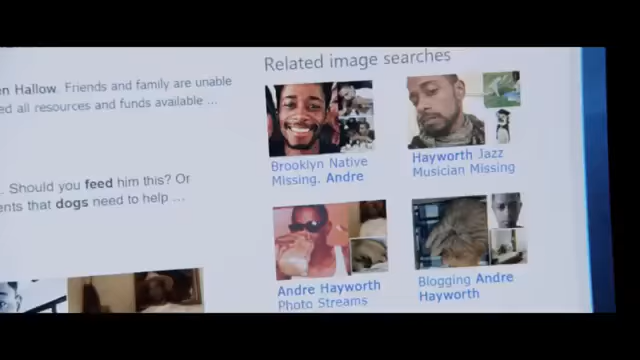 Related image searches
en Hallow. Friends and family are unable
ed all resources and funds available ...
Brooklyn Native
Missing. Andre
Hayworth Jazz
Musician Missing
. Should you feed him this? Or
ents that dogs need to help ...
Andre Hayworth
Photo Streams
Blogging Andre
Hayworth